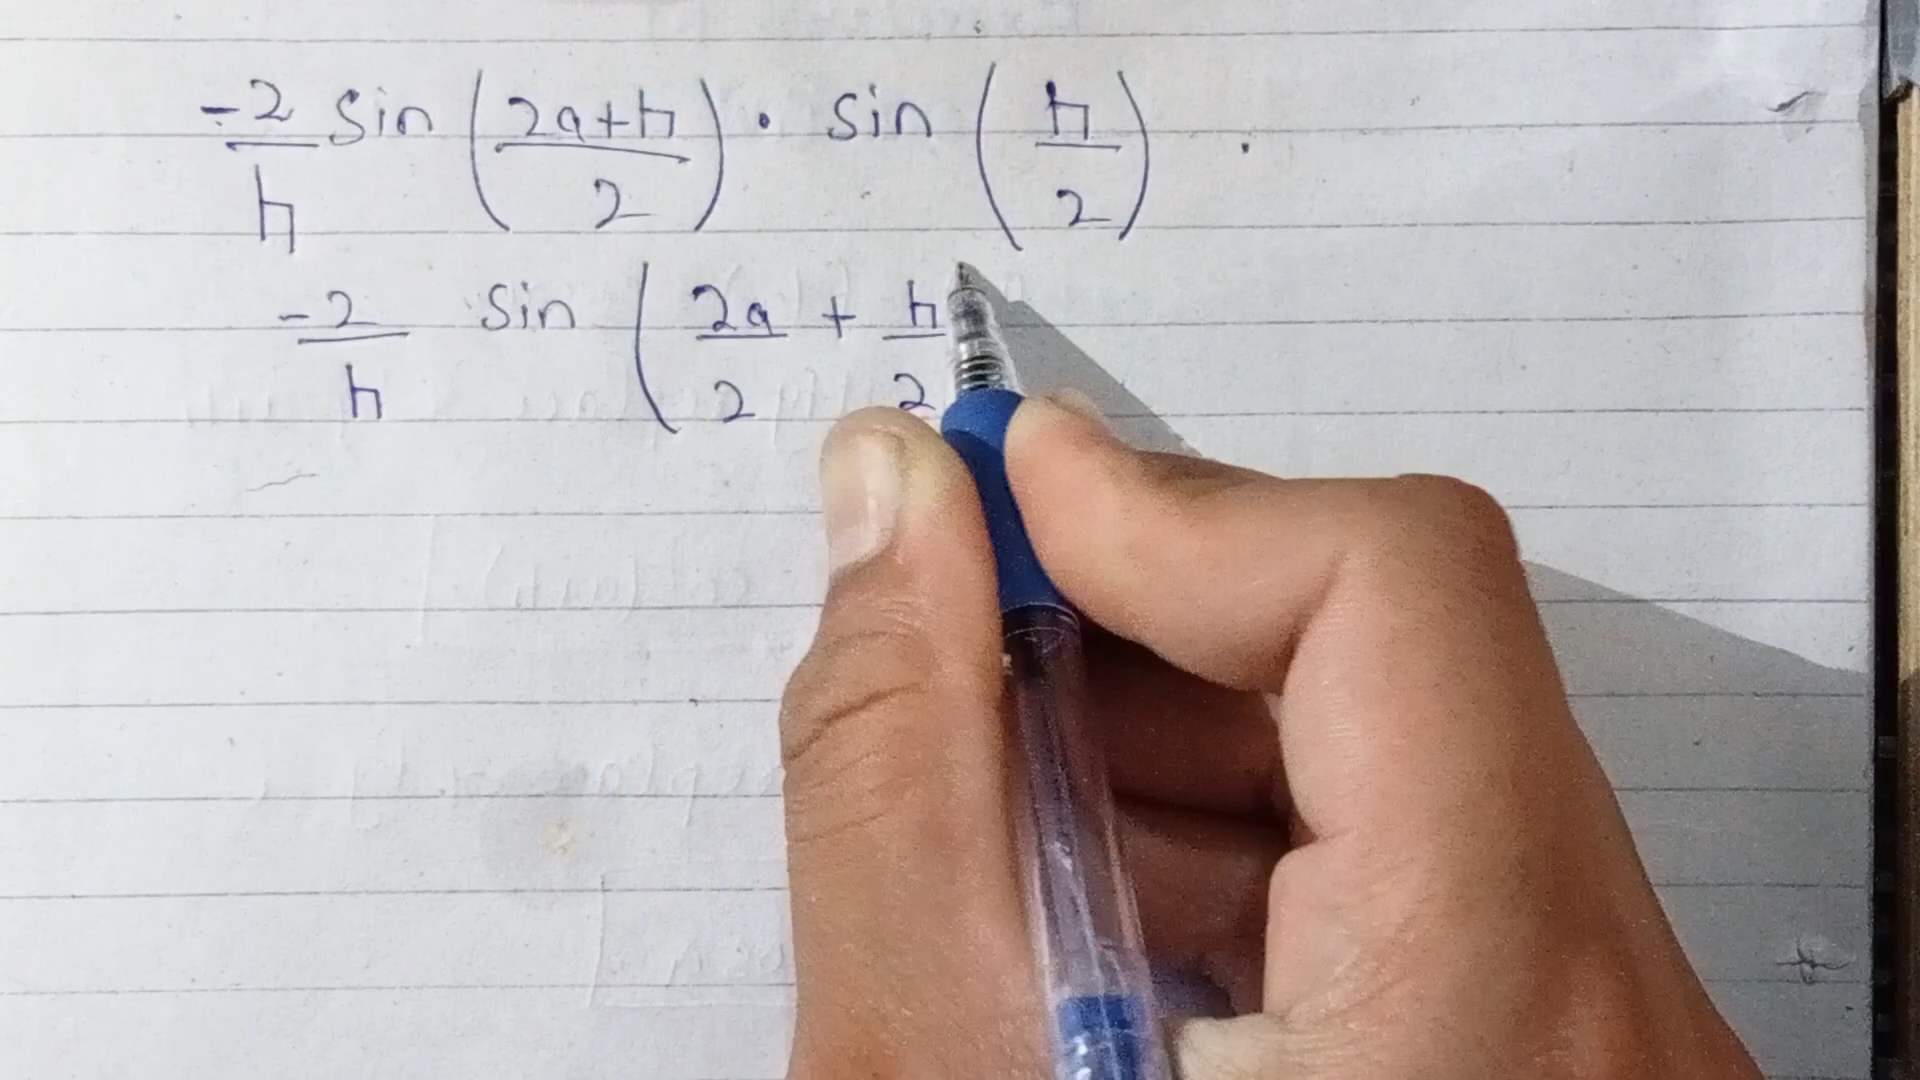 -2/h sin (2a+h/2) · sin (h/2) .
-2/h sin (2a/2 + h/2